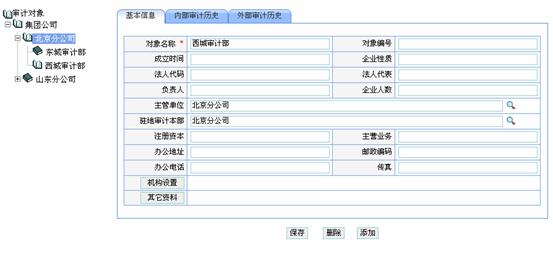 审计对象
集团公司
北京分公司
东城审计部
西城审计部
山东分公司
基本信息 内部审计历史 外部审计历史
对象名称 * 西城审计部 对象编号
成立时间 企业性质
法人代码 法人代表
负责人 企业人数
主管单位 北京分公司
驻地审计本部 北京分公司
注册资本 主营业务
办公地址 邮政编码
办公电话 传真
机构设置
其它资料
保存 删除 添加